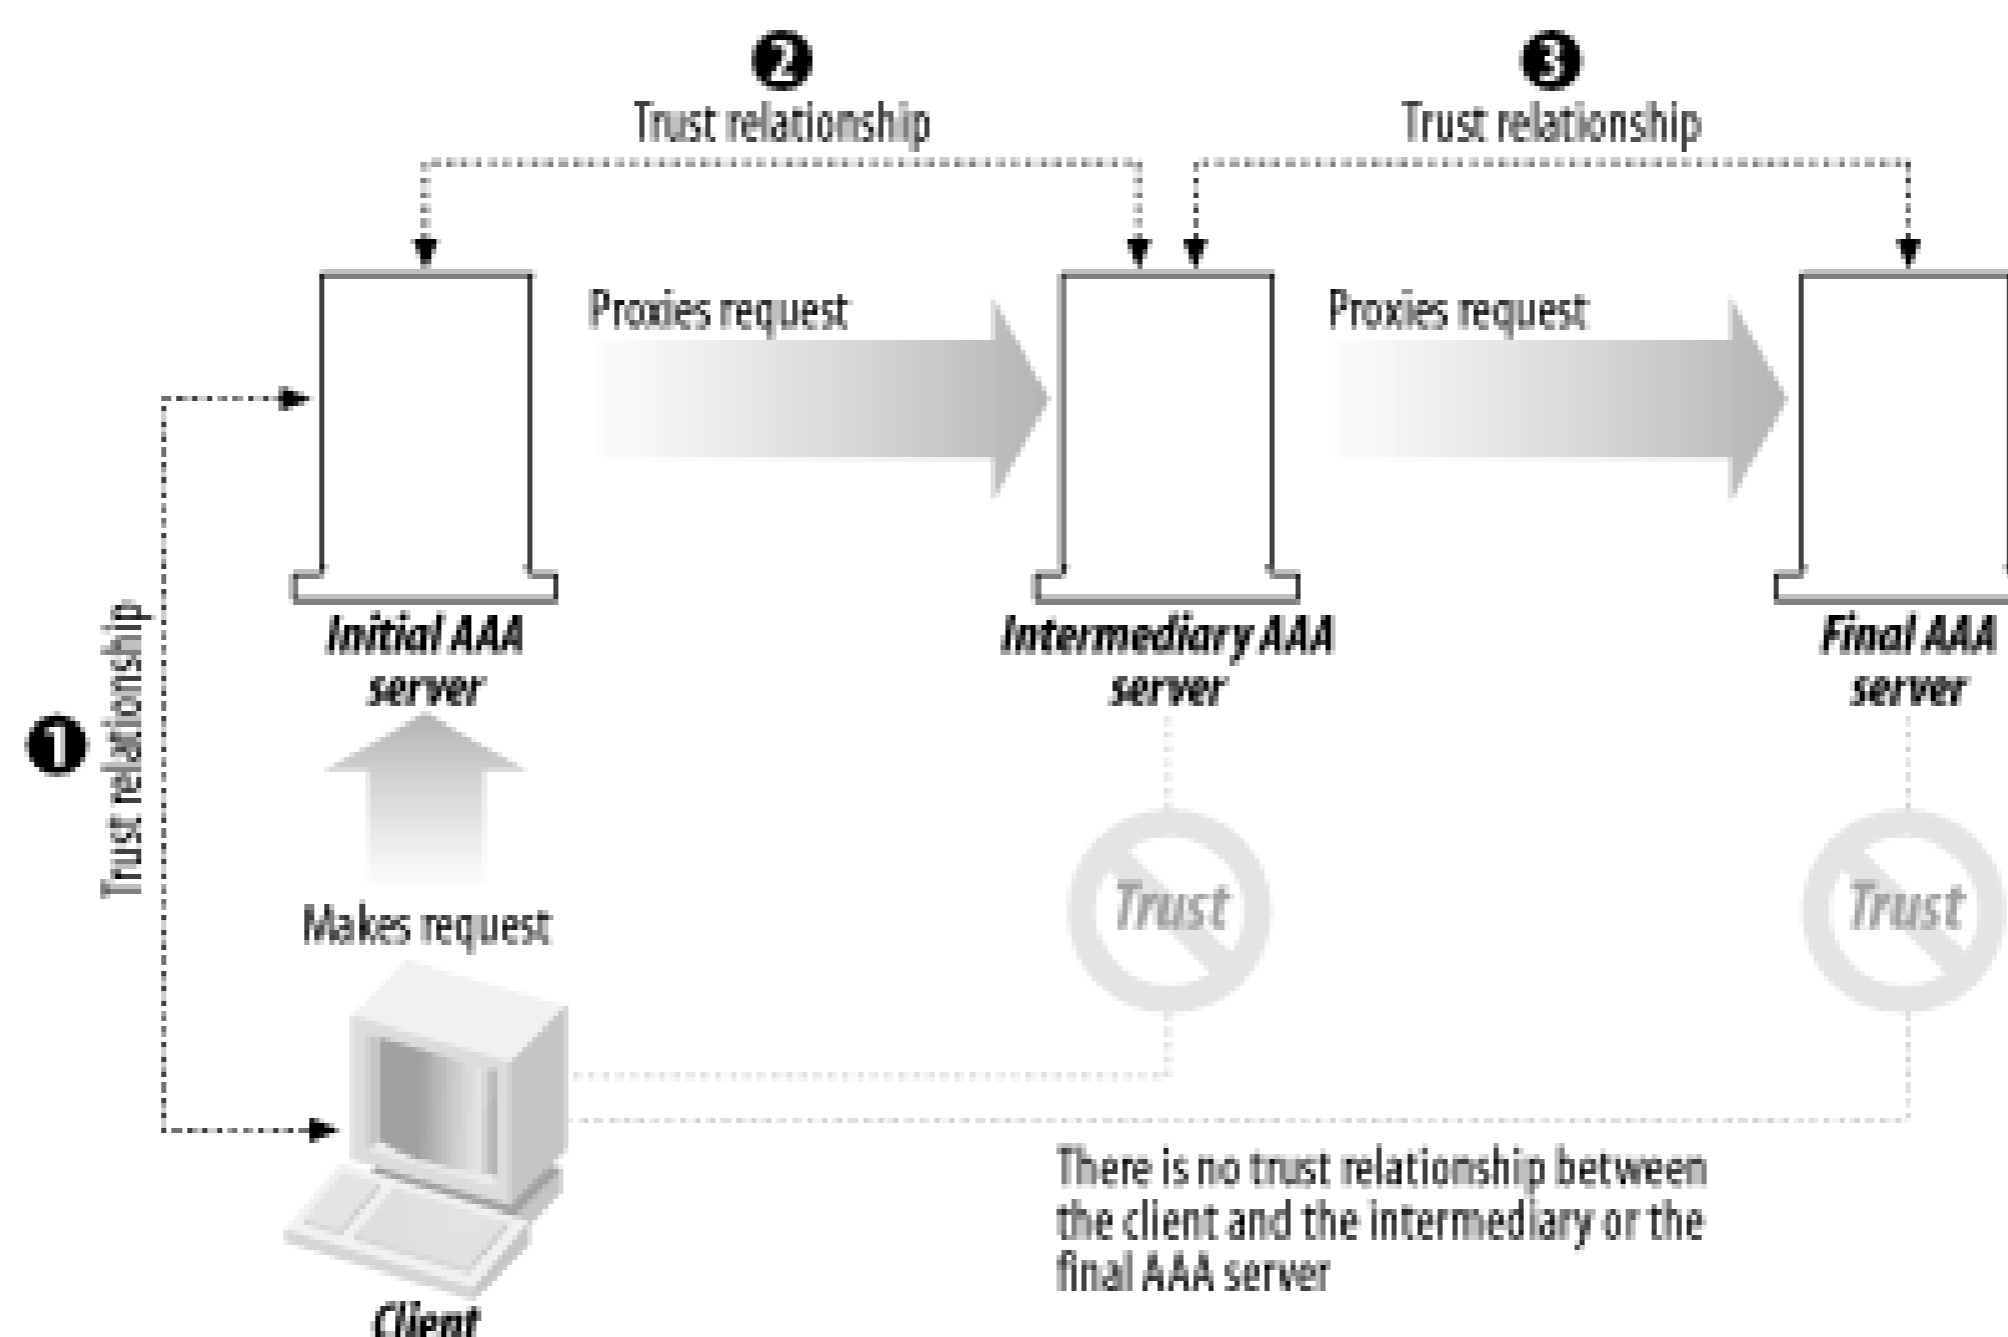 2
3
Trust relationship
Trust relationship
Proxies request
Proxies request
Initial AAA
server
Intermediary AAA
server
Final AAA
server
1
Trust relationship
Trust
Trust
Makes request
There is no trust relationship between
the client and the intermediary or the
final AAA server
Client